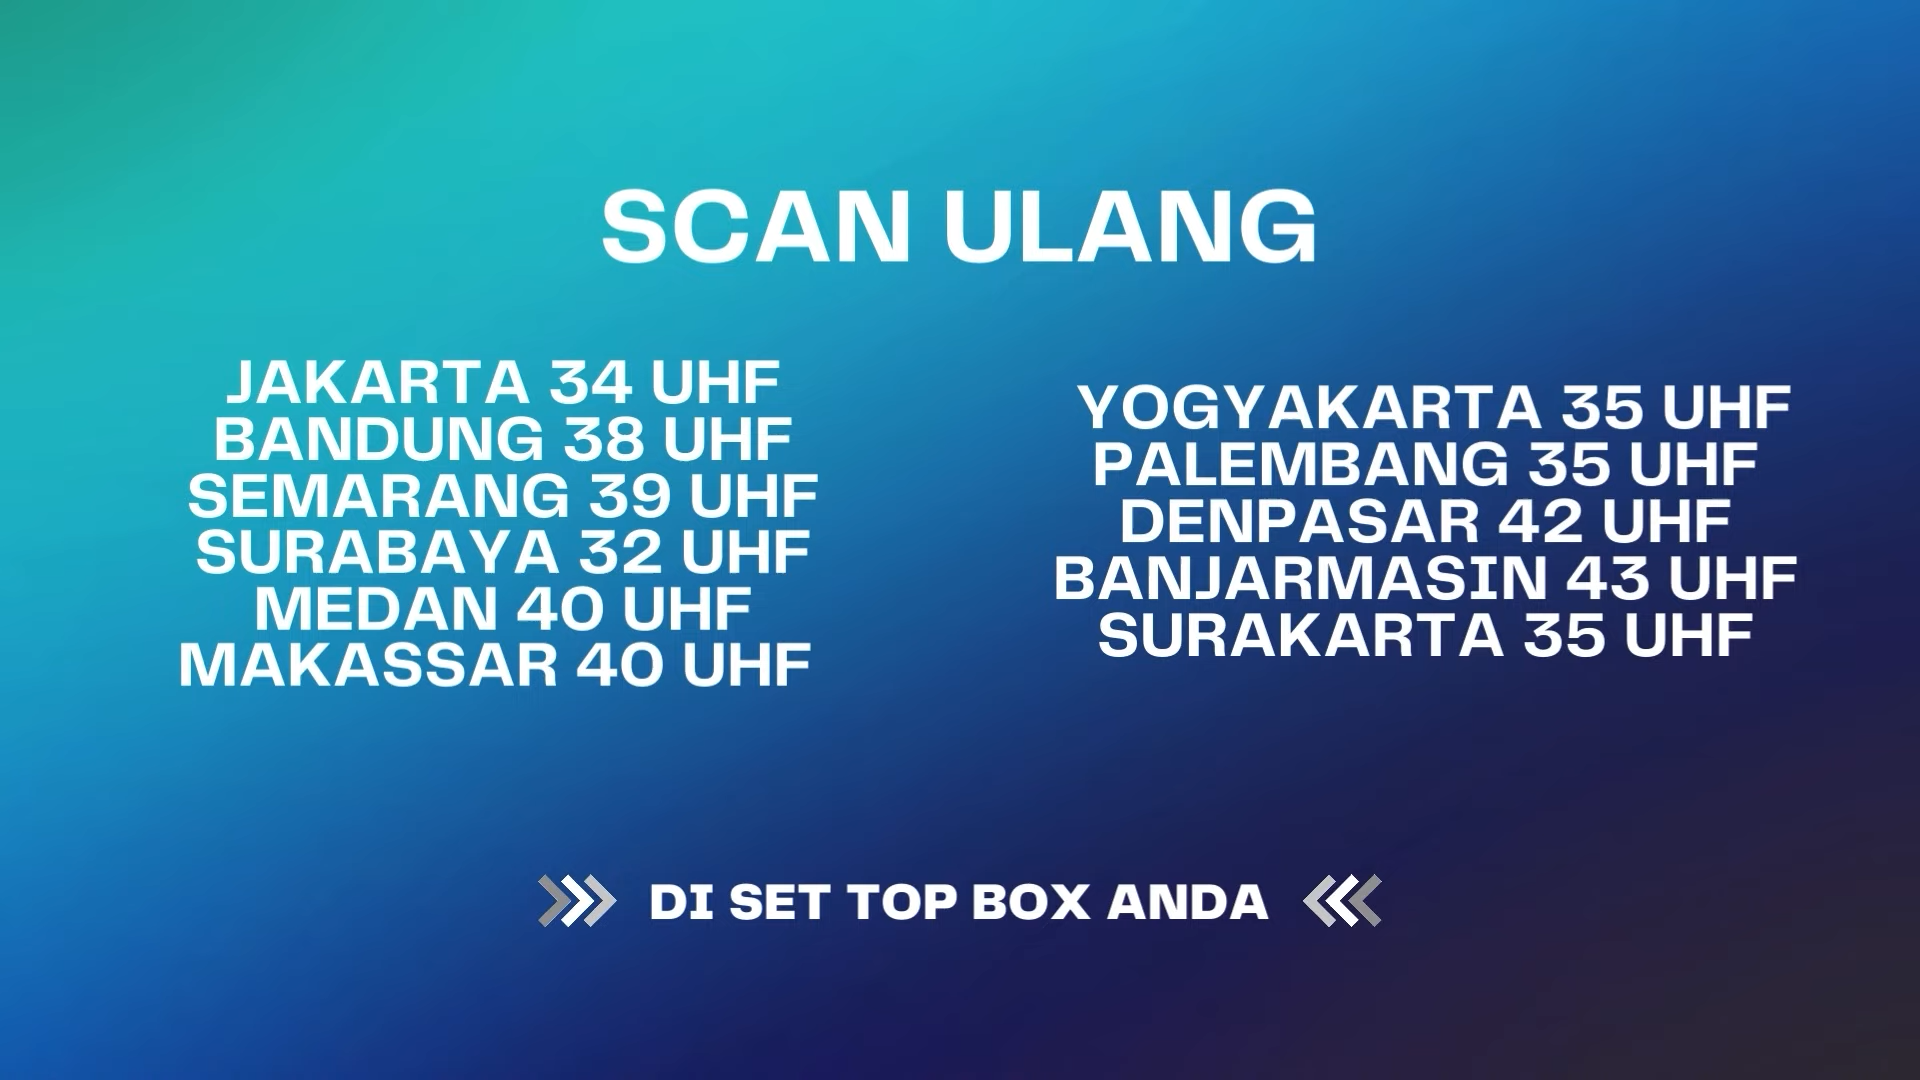 SCAN ULANG
JAKARTA 34 UHF
BANDUNG 38 UHF
SEMARANG 39 UHF
SURABAYA 32 UHF
MEDAN 40 UHF
MAKASSAR 40 UHF
YOGYAKARTA 35 UHF
PALEMBANG 35 UHF
DENPASAR 42 UHF
BANJARMASIN 43 UHF
SURAKARTA 35 UHF
DI SET TOP BOX ANDA